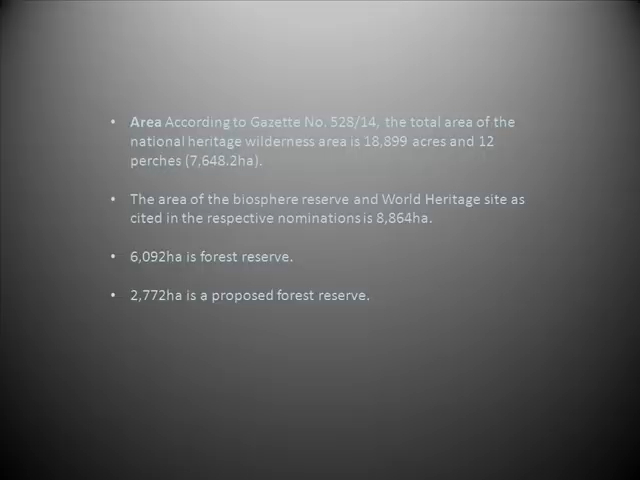 • Area According to Gazette No. 528/14, the total area of the
national heritage wilderness area is 18,899 acres and 12
perches (7,648.2ha).
• The area of the biosphere reserve and World Heritage site as
cited in the respective nominations is 8,864ha.
• 6,092ha is forest reserve.
• 2,772ha is a proposed forest reserve.